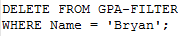 DELETE FROM GPA-FILTER
WHERE Name = 'Bryan';